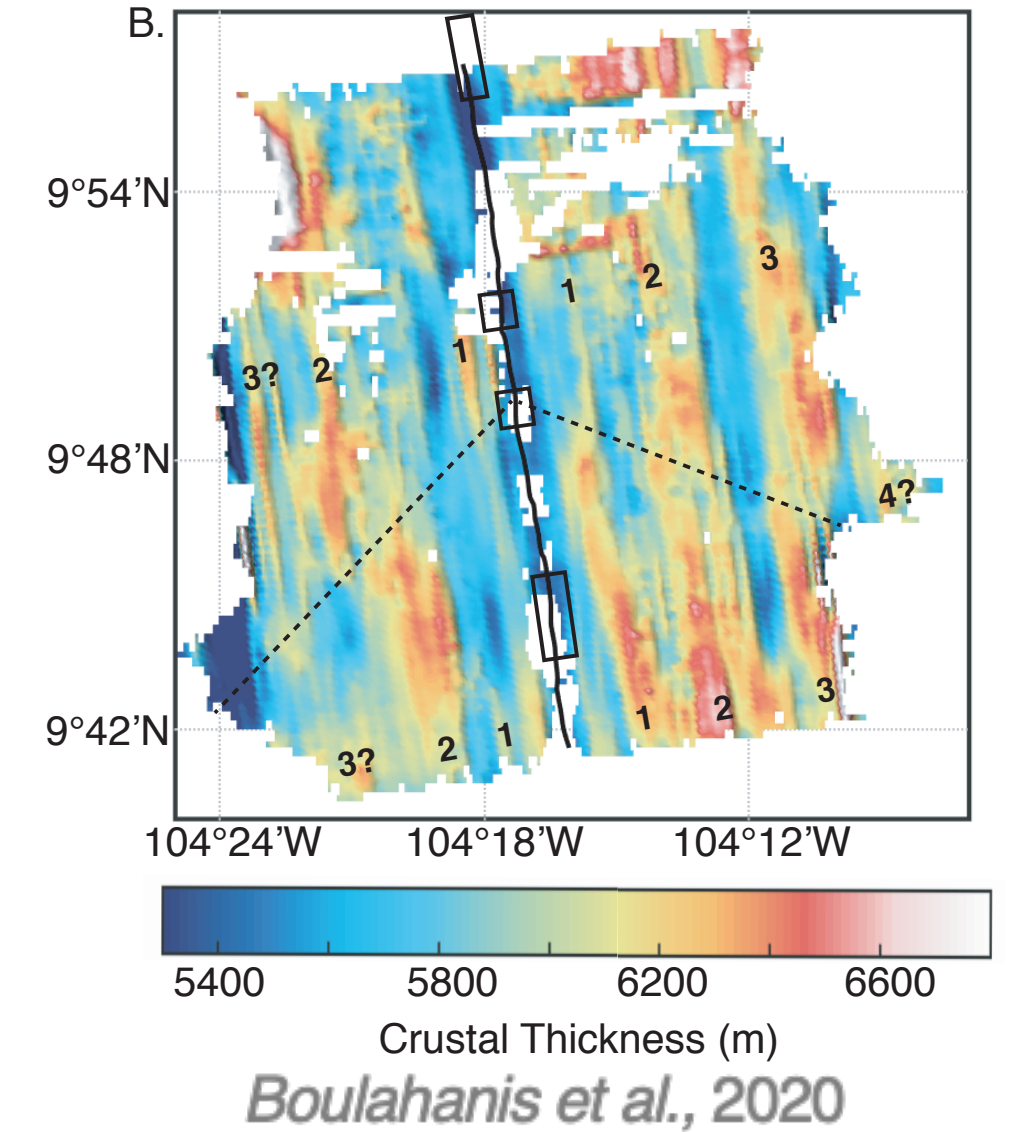 B.
9°54’N
3
2
1
1
2
3?
9°48’N
4?
3
2
1
9°42’N
1
2
3?
104°24’W 104°18’W 104°12’W
5400 5800 6200 6600
Crustal Thickness (m)
Boulahanis et al., 2020